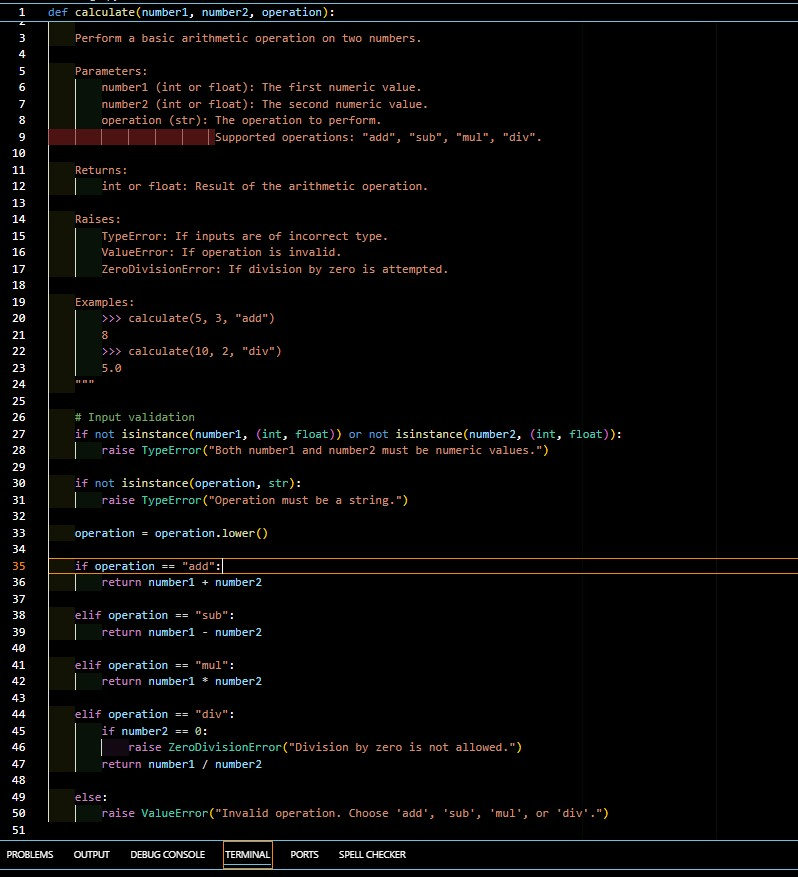 1 def calculate(number1, number2, operation):
3 Perform a basic arithmetic operation on two numbers.
4
5 Parameters:
6 number1 (int or float): The first numeric value.
7 number2 (int or float): The second numeric value.
8 operation (str): The operation to perform.
9 Supported operations: "add", "sub", "mul", "div".
10
11 Returns:
12 int or float: Result of the arithmetic operation.
13
14 Raises:
15 TypeError: If inputs are of incorrect type.
16 ValueError: If operation is invalid.
17 ZeroDivisionError: If division by zero is attempted.
18
19 Examples:
20 >>> calculate(5, 3, "add")
21 8
22 >>> calculate(10, 2, "div")
23 5.0
24 """
25
26 # Input validation
27 if not isinstance(number1, (int, float)) or not isinstance(number2, (int, float)):
28 raise TypeError("Both number1 and number2 must be numeric values.")
29
30 if not isinstance(operation, str):
31 raise TypeError("Operation must be a string.")
32
33 operation = operation.lower()
34
35 if operation == "add":
36 return number1 + number2
37
38 elif operation == "sub":
39 return number1 - number2
40
41 elif operation == "mul":
42 return number1 * number2
43
44 elif operation == "div":
45 if number2 == 0:
46 raise ZeroDivisionError("Division by zero is not allowed.")
47 return number1 / number2
48
49 else:
50 raise ValueError("Invalid operation. Choose 'add', 'sub', 'mul', or 'div'.")
51
PROBLEMS OUTPUT DEBUG CONSOLE TERMINAL PORTS SPELL CHECKER